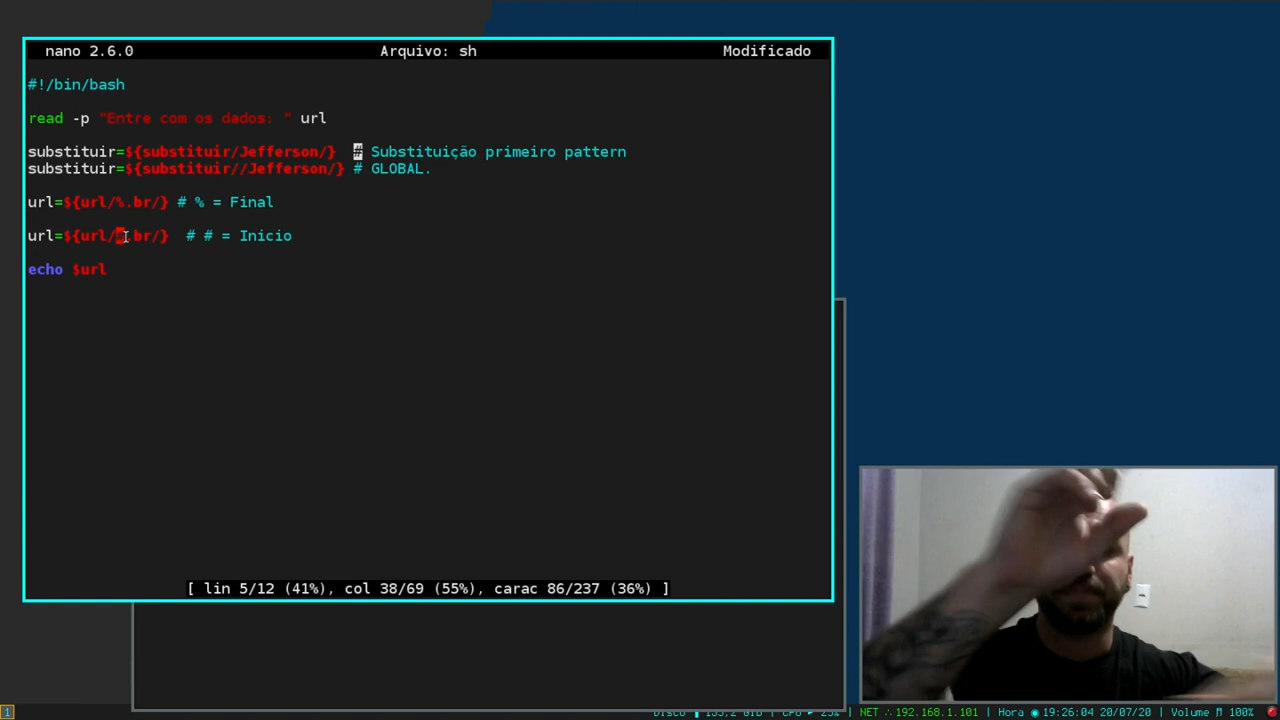 nano 2.6.0 Arquivo: sh Modificado
#!/bin/bash
read -p "Entre com os dados: " url
substituir=${substituir/Jefferson/} # Substituição primeiro pattern
substituir=${substituir//Jefferson/} # GLOBAL.
url=${url/%.br/} # % = Final
url=${url/#.br/} # # = Inicio
echo $url
[ lin 5/12 (41%), col 38/69 (55%), carac 86/237 (36%) ]
1 NET ∴ 192.168.1.101 | Hora ◉ 19:26:04 20/07/20 | Volume 100%